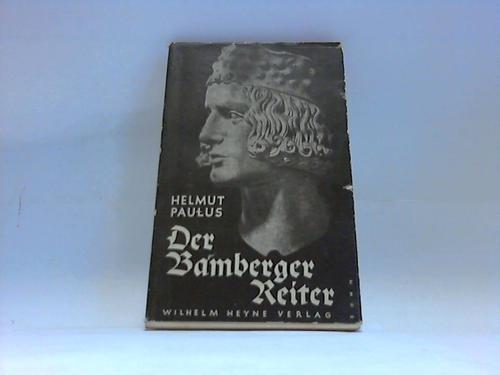 HELMUT
PAULUS
Der
Bamberger
Reiter
WILHELM HEYNE VERLAG